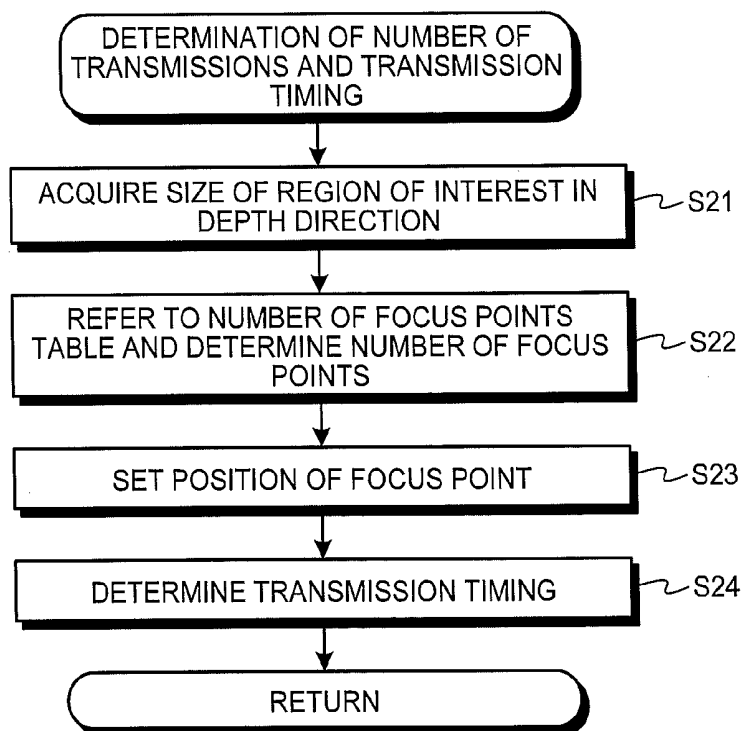 DETERMINATION OF NUMBER OF
TRANSMISSIONS AND TRANSMISSION
TIMING
ACQUIRE SIZE OF REGION OF INTEREST IN
DEPTH DIRECTION
S21
REFER TO NUMBER OF FOCUS POINTS
TABLE AND DETERMINE NUMBER OF FOCUS
POINTS
S22
SET POSITION OF FOCUS POINT
S23
DETERMINE TRANSMISSION TIMING
S24
RETURN